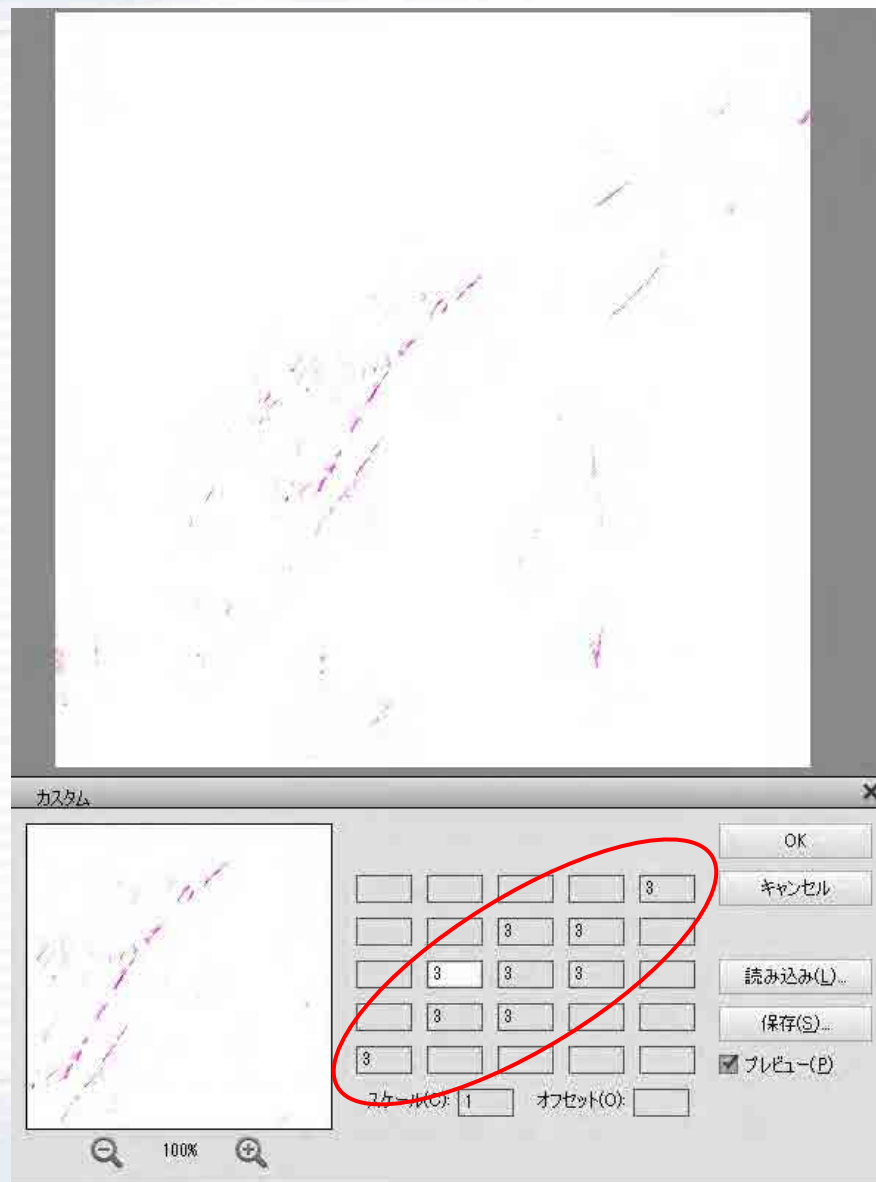 カスタム ×
OK
キャンセル
3
3 3
3 3 3
読み込み(L)...
3 3
保存(S)...
3
プレビュー(P)
スケール(C): 1 オフセット(O):
100%